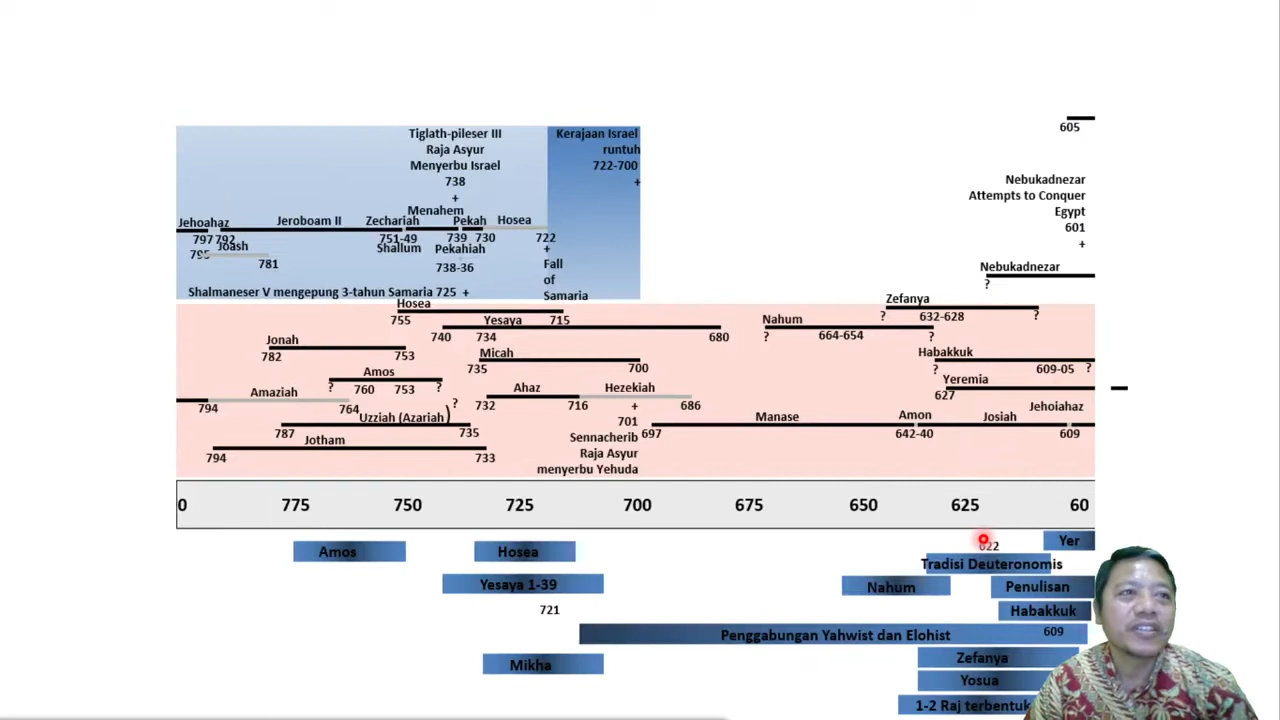 Tiglath-pileser III
Raja Asyur
Menyerbu Israel
738
+
Kerajaan Israel
runtuh
722-700
+
605
Nebukadnezar
Attempts to Conquer
Egypt
601
+
Nebukadnezar
?
Jehoahaz
Jeroboam II
Zechariah
Menahem
Pekah
Hosea
797 792
751-49
739
730
722
Joash
Shallum
Pekahiah
781
738-36
+
Fall
of
Samaria
Shalmaneser V mengepung 3-tahun Samaria 725 +
Hosea
755
715
Yesaya
740
734
680
Zefanya
?
632-628
?
Nahum
?
664-654
?
Jonah
782
753
Micah
735
700
Habakkuk
?
609-05
?
Amos
?
760
753
?
Yeremia
627
Amaziah
794
764
?
Ahaz
732
716
Hezekiah
686
+
701
Sennacherib
Raja Asyur
menyerbu Yehuda
Uzziah (Azariah)
787
735
Jotham
794
733
Manase
697
Amon
642-40
Josiah
Jehoiahaz
609
0 775 750 725 700 675 650 625 60
Amos
Hosea
Yesaya 1-39
721
Mikha
622
Yer
Tradisi Deuteronomis
Nahum
Penulisan
Habakkuk
Penggabungan Yahwist dan Elohist
609
Zefanya
Yosua
1-2 Raj terbentuk